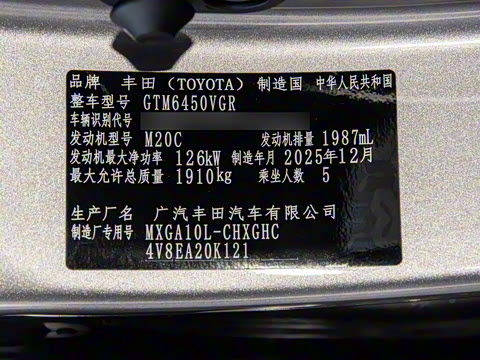 品牌 丰田（TOYOTA） 制造国 中华人民共和国
整车型号 GTM6450VGR
车辆识别代号
发动机型号 M20C 发动机排量 1987mL
发动机最大净功率 126kW 制造年月 2025年12月
最大允许总质量 1910kg 乘坐人数 5
生产厂名 广汽丰田汽车有限公司
制造厂专用号 MXGA10L-CHXGHC
4V8EA20K121